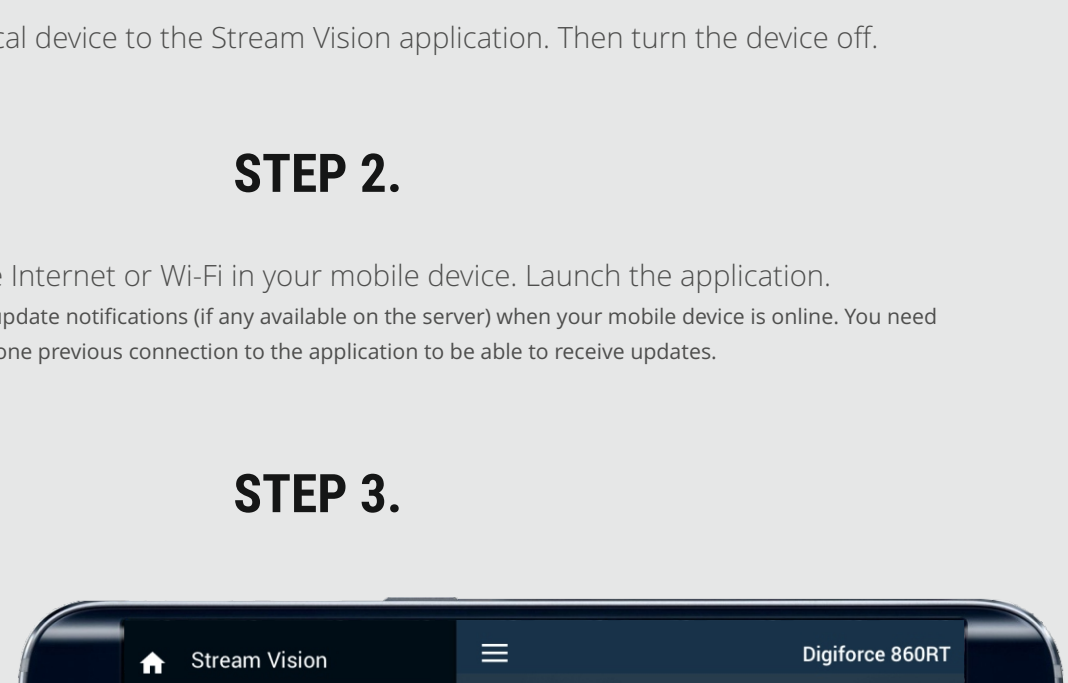 cal device to the Stream Vision application. Then turn the device off.
STEP 2.
e Internet or Wi-Fi in your mobile device. Launch the application.
update notifications (if any available on the server) when your mobile device is online. You need
one previous connection to the application to be able to receive updates.
STEP 3.
Stream Vision
Digiforce 860RT